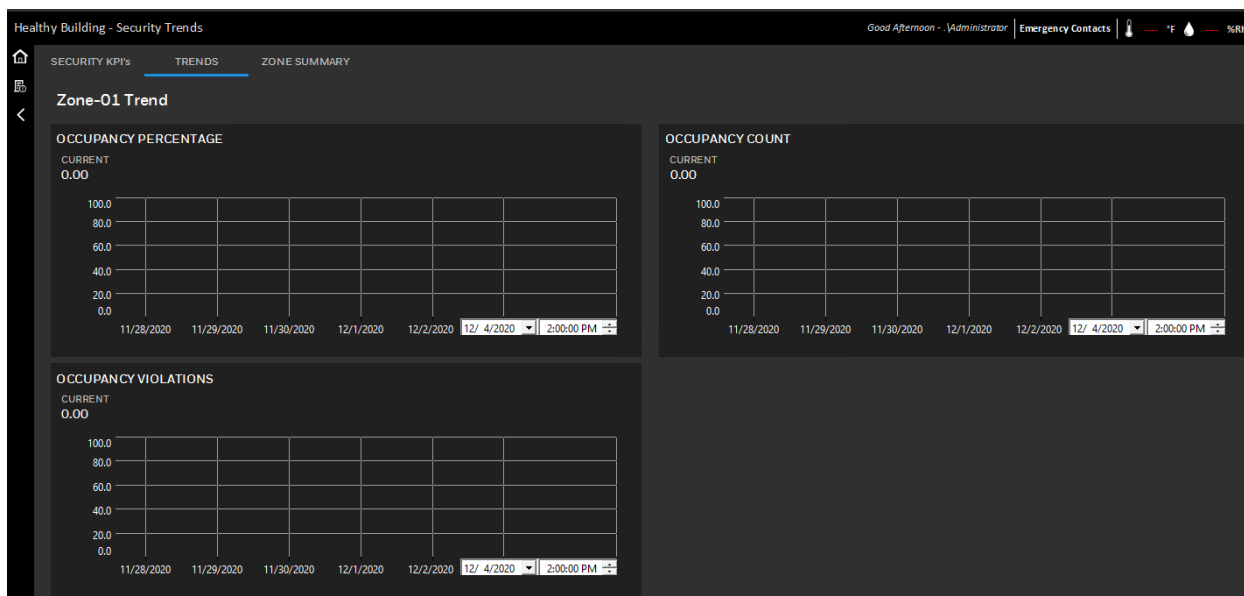 Healthy Building - Security Trends
Good Afternoon - .\Administrator
Emergency Contacts
°F
%RH
SECURITY KPI's TRENDS ZONE SUMMARY
Zone-01 Trend
OCCUPANCY PERCENTAGE
CURRENT
0.00
100.0
80.0
60.0
40.0
20.0
0.0
11/28/2020 11/29/2020 11/30/2020 12/1/2020 12/2/2020 12/ 4/2020 2:00:00 PM
OCCUPANCY COUNT
CURRENT
0.00
100.0
80.0
60.0
40.0
20.0
0.0
11/28/2020 11/29/2020 11/30/2020 12/1/2020 12/2/2020 12/ 4/2020 2:00:00 PM
OCCUPANCY VIOLATIONS
CURRENT
0.00
100.0
80.0
60.0
40.0
20.0
0.0
11/28/2020 11/29/2020 11/30/2020 12/1/2020 12/2/2020 12/ 4/2020 2:00:00 PM